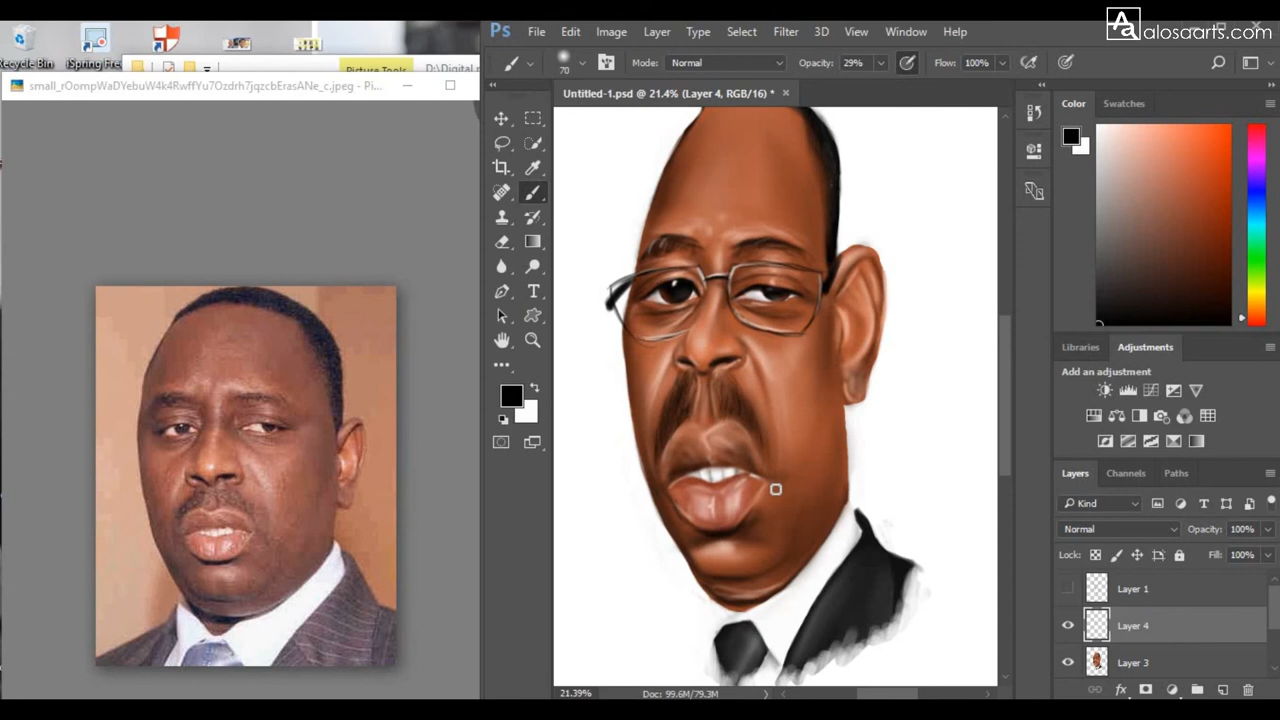 Aa alosaarts.com
Recycle Bin
iSpring Fre
Picture Tools
D:\Digital
small_rOompWaDYebuW4k4RwffYu7Ozdrh7jqzcbErasANe_c.jpeg - Pi...
Ps File Edit Image Layer Type Select Filter 3D View Window Help
70 Mode: Normal Opacity: 29% Flow: 100%
Untitled-1.psd @ 21.4% (Layer 4, RGB/16) * ×
Color Swatches
Libraries Adjustments
Add an adjustment
Layers Channels Paths
Kind
Normal Opacity: 100%
Lock: Fill: 100%
Layer 1
Layer 4
Layer 3
21.39% Doc: 99.6M/79.3M